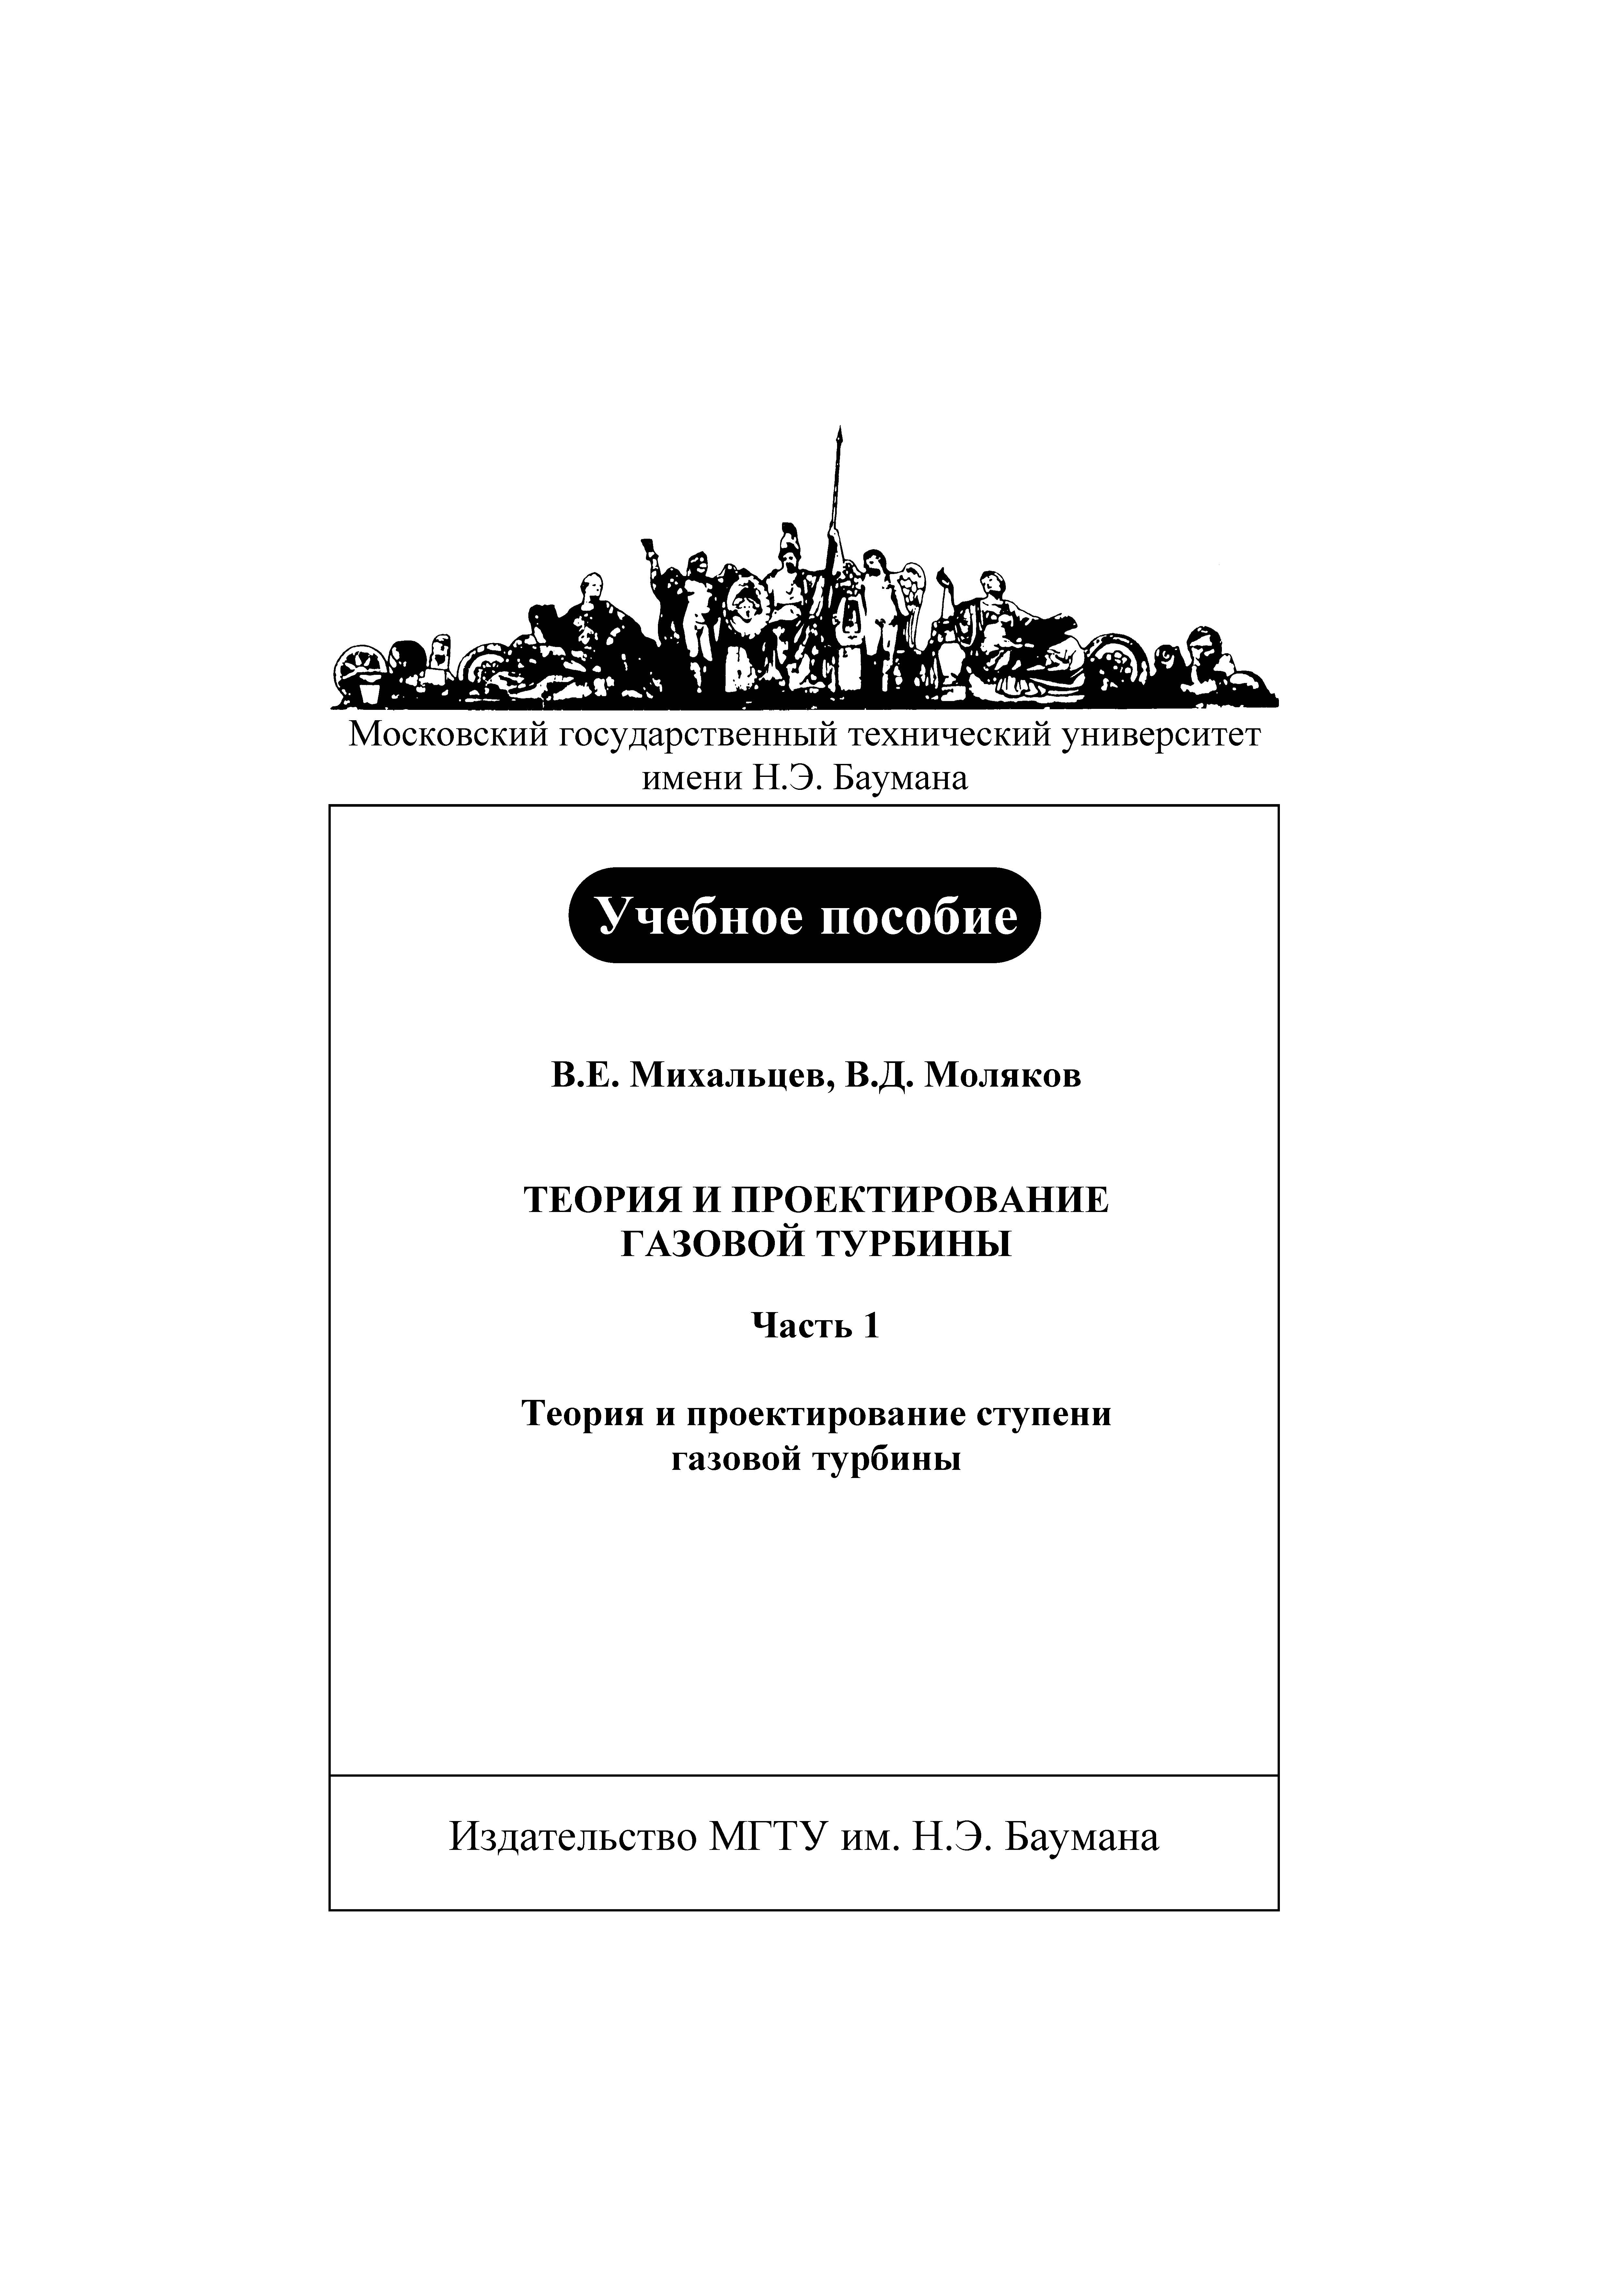 Московский государственный технический университет
имени Н.Э. Баумана
Учебное пособие
В.Е. Михальцев, В.Д. Моляков
ТЕОРИЯ И ПРОЕКТИРОВАНИЕ
ГАЗОВОЙ ТУРБИНЫ
Часть 1
Теория и проектирование ступени
газовой турбины
Издательство МГТУ им. Н.Э. Баумана